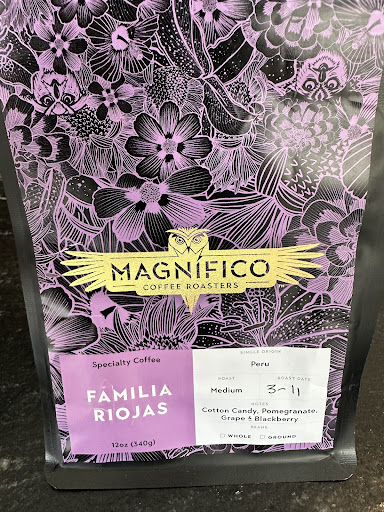 MAGNIFICO
COFFEE ROASTERS
Specialty Coffee
FAMILIA
RIOJAS
12oz (340g)
SINGLE ORIGIN
Peru
ROAST
ROAST DATE
Medium
3-11
NOTES
Cotton Candy, Pomegranate,
Grape & Blackberry
BEANS
WHOLE
GROUND